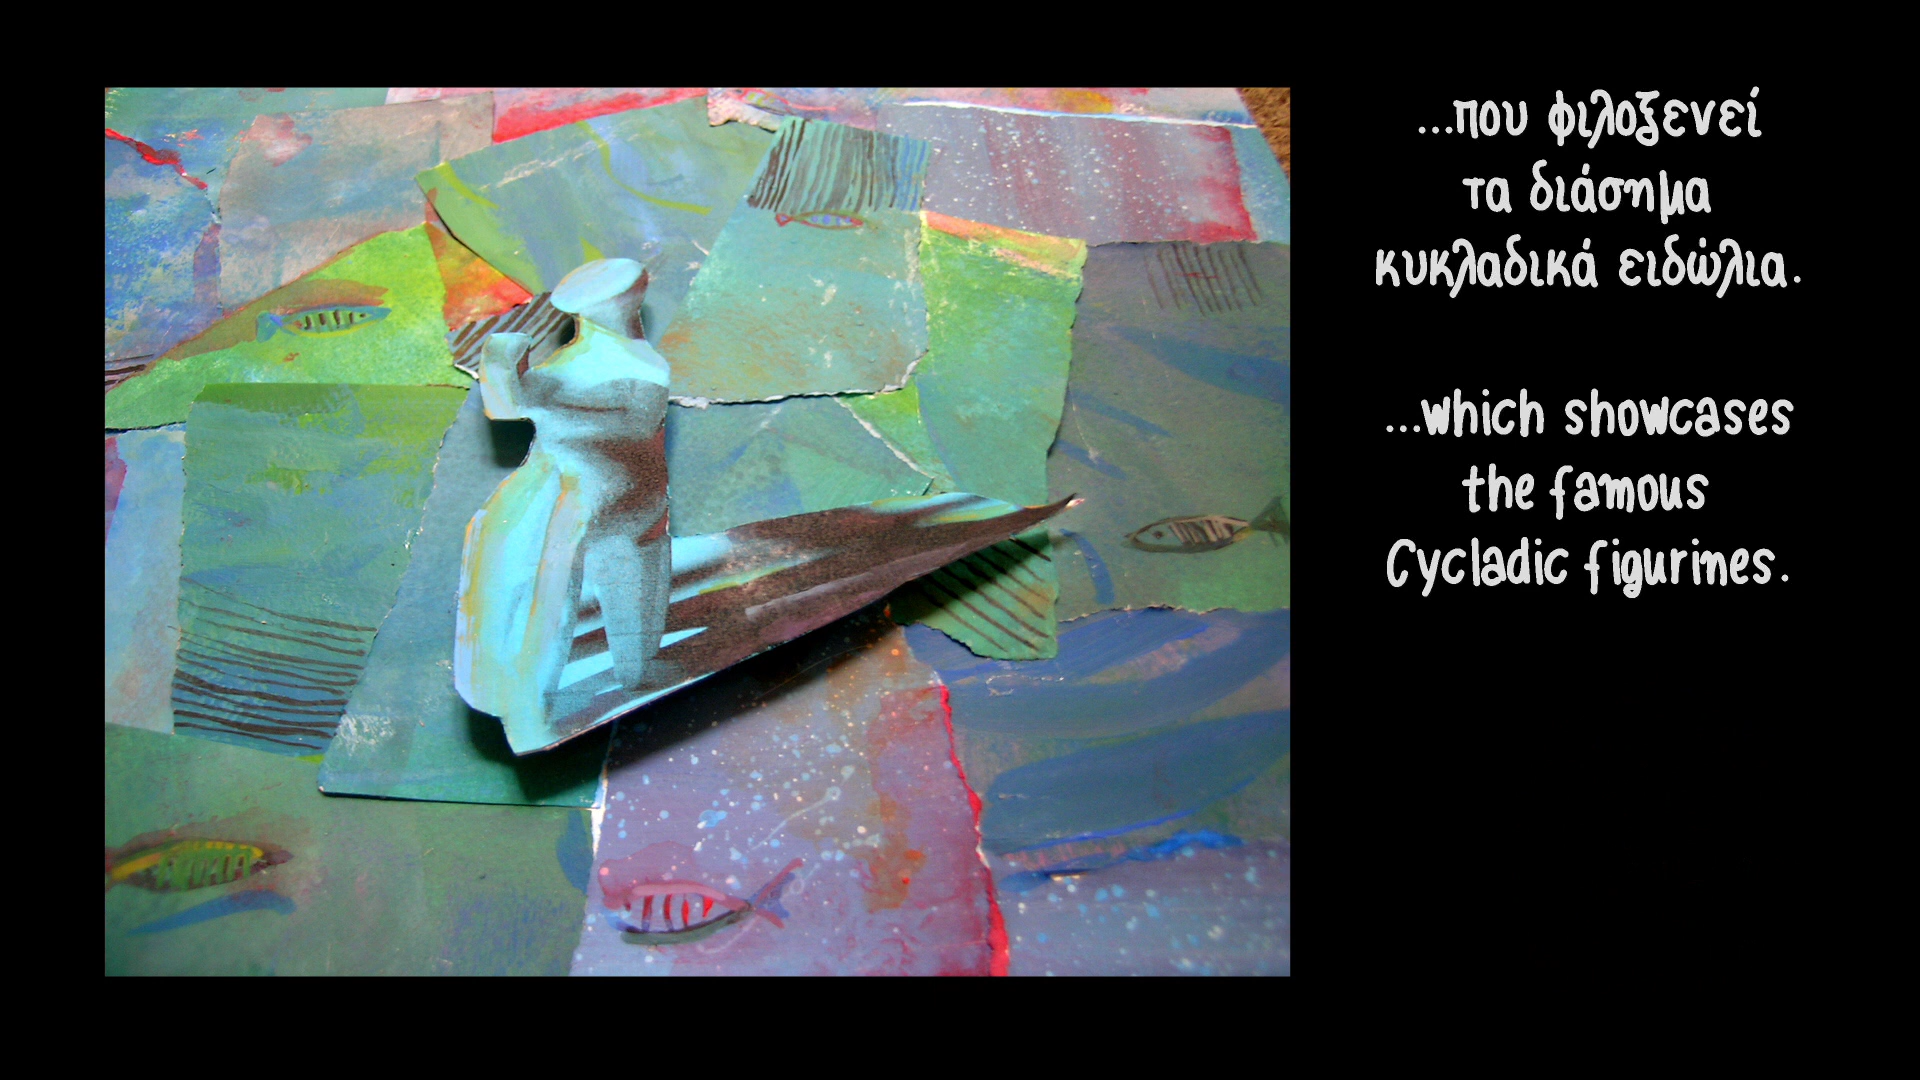 ...που φιλοξενεί
τα διάσημα
κυκλαδικά ειδώλια.
...which showcases
the famous
Cycladic figurines.